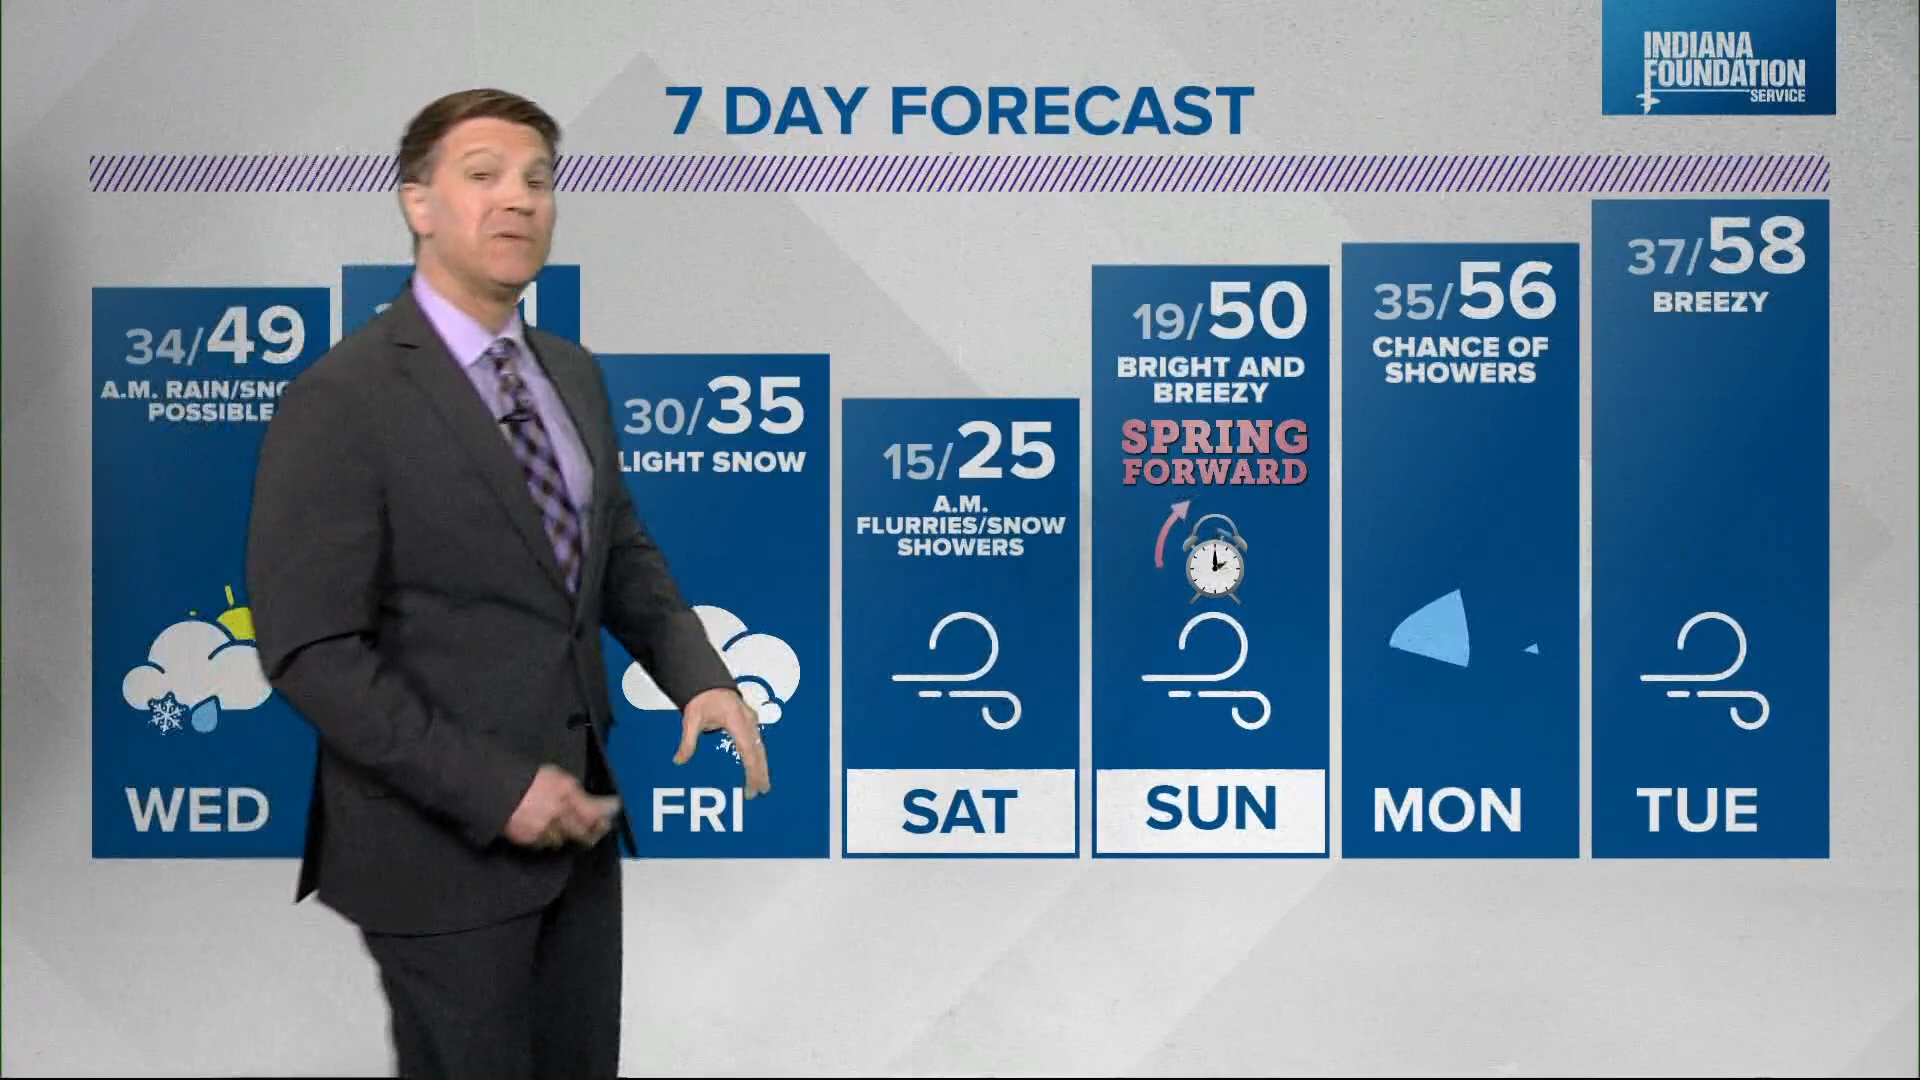 INDIANA
FOUNDATION
SERVICE
7 DAY FORECAST
34/49
A.M. RAIN/
POSSIBLE
WED
30/35
LIGHT SNOW
FRI
15/25
A.M.
FLURRIES/SNOW
SHOWERS
SAT
19/50
BRIGHT AND
BREEZY
SPRING
FORWARD
SUN
35/56
CHANCE OF
SHOWERS
MON
37/58
BREEZY
TUE